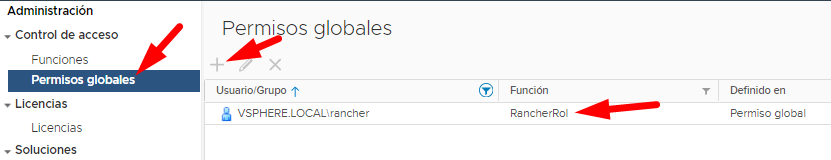 Administración
Control de acceso
Funciones
Permisos globales
Licencias
Licencias
Soluciones
Permisos globales
Usuario/Grupo Función Definido en
VSPHERE.LOCAL\rancher RancherRol Permiso global